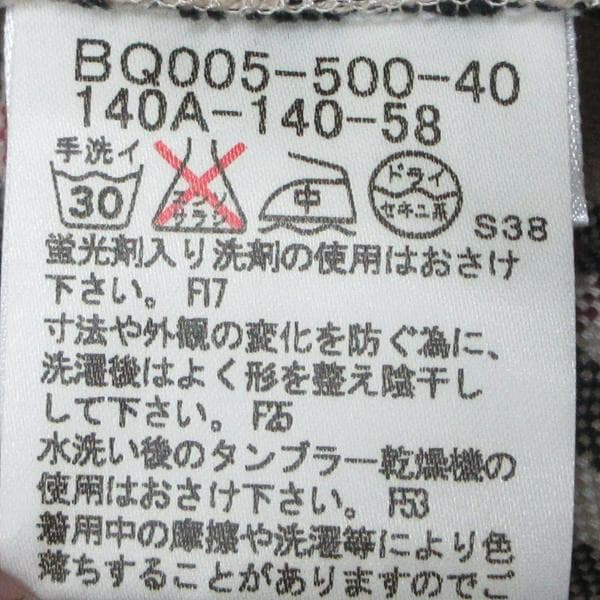 BQ005-500-40
140A-140-58
手洗イ
30
エンソ
サラシ
中
ドライ
セキユ系
S38
蛍光剤入り洗剤の使用はおさけ
下さい。 F17
寸法や外観の変化を防ぐ為に、
洗濯後はよく形を整え陰干し
して下さい。 F25
水洗い後のタンブラー乾燥機の
使用はおさけ下さい。 F53
着用中の摩擦や洗濯等により色
落ちすることがありますのでご